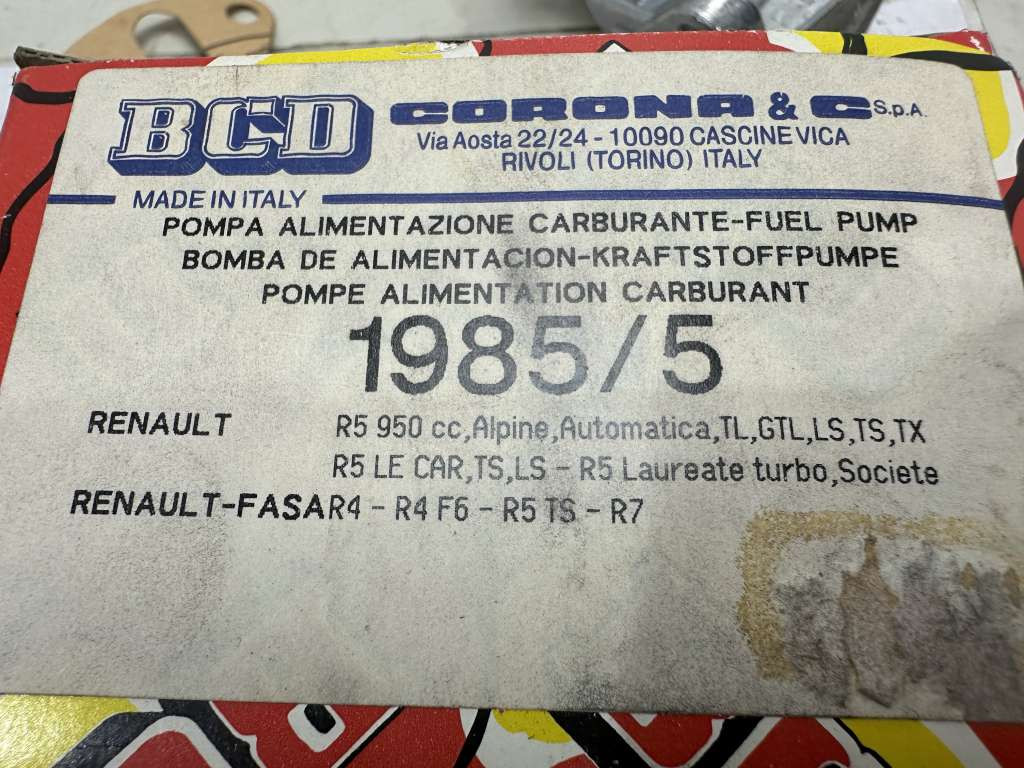 BCD CORONA & C S.p.A.
Via Aosta 22/24 - 10090 CASCINE VICA
RIVOLI (TORINO) ITALY
MADE IN ITALY
POMPA ALIMENTAZIONE CARBURANTE-FUEL PUMP
BOMBA DE ALIMENTACION-KRAFTSTOFFPUMPE
POMPE ALIMENTATION CARBURANT
1985/5
RENAULT R5 950 cc,Alpine,Automatica,TL,GTL,LS,TS,TX
R5 LE CAR,TS,LS - R5 Laureate turbo,Societe
RENAULT-FASA R4 - R4 F6 - R5 TS - R7